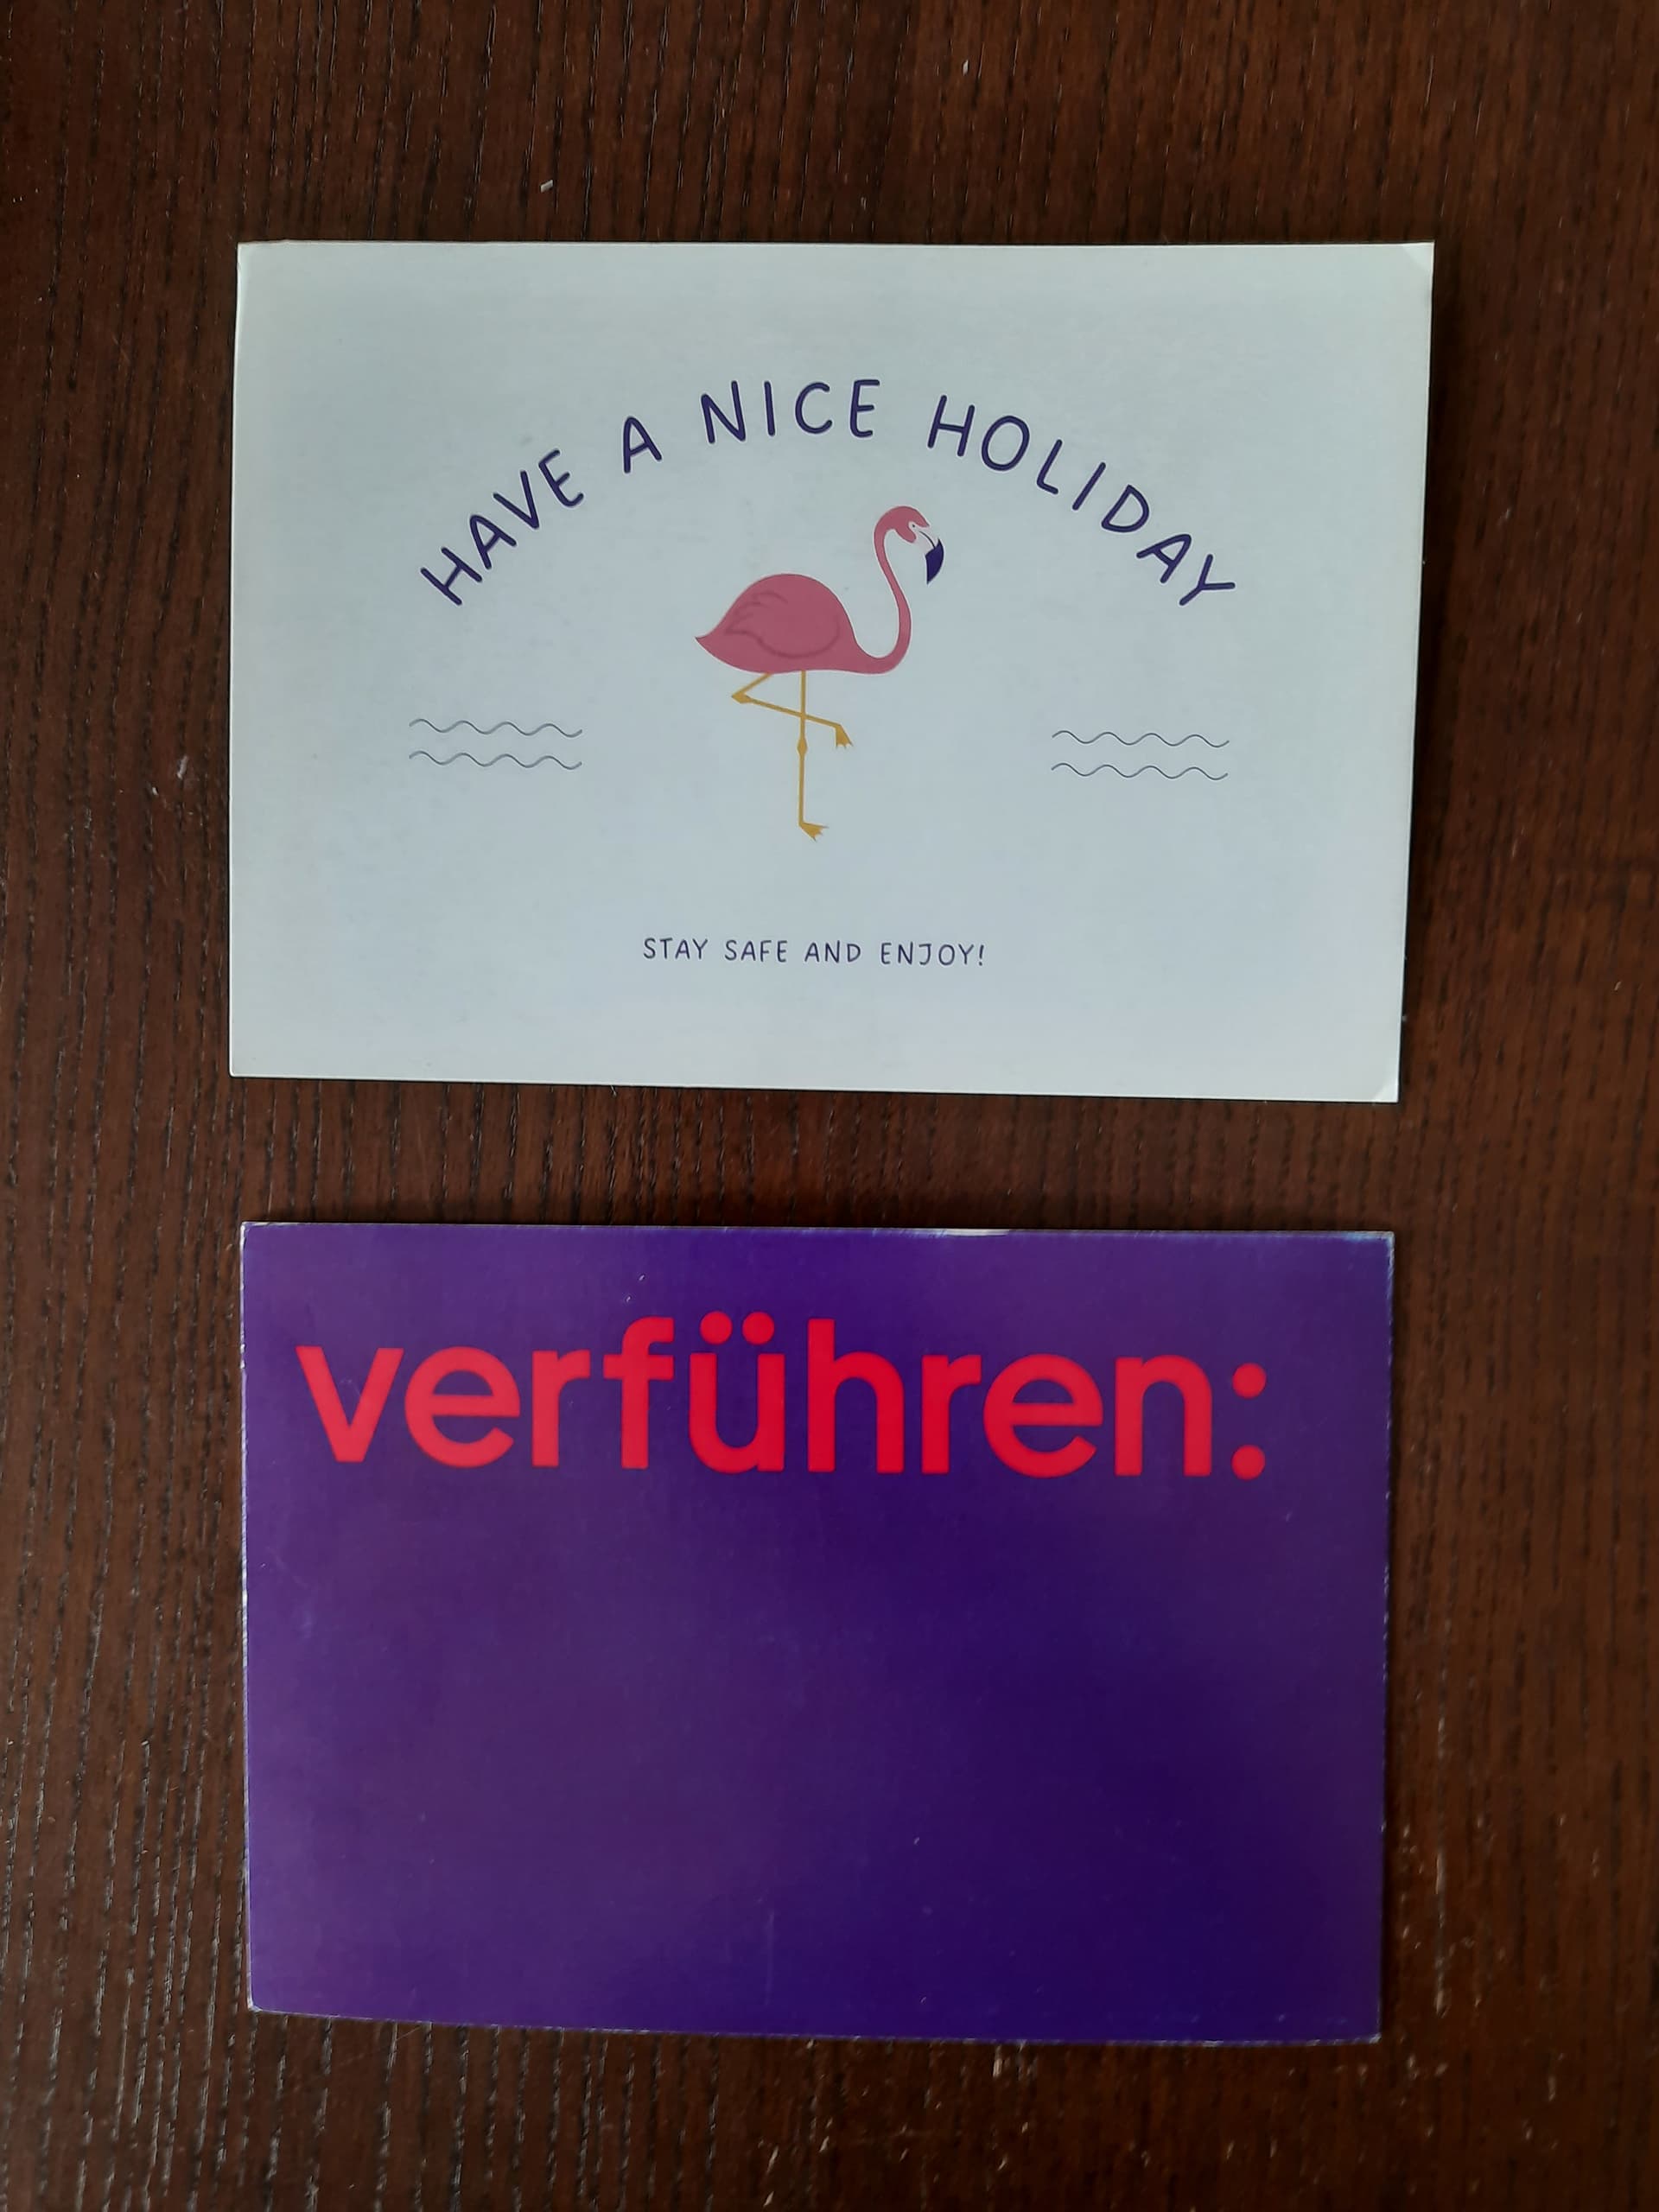 HAVE A NICE HOLIDAY
STAY SAFE AND ENJOY!
verführen: